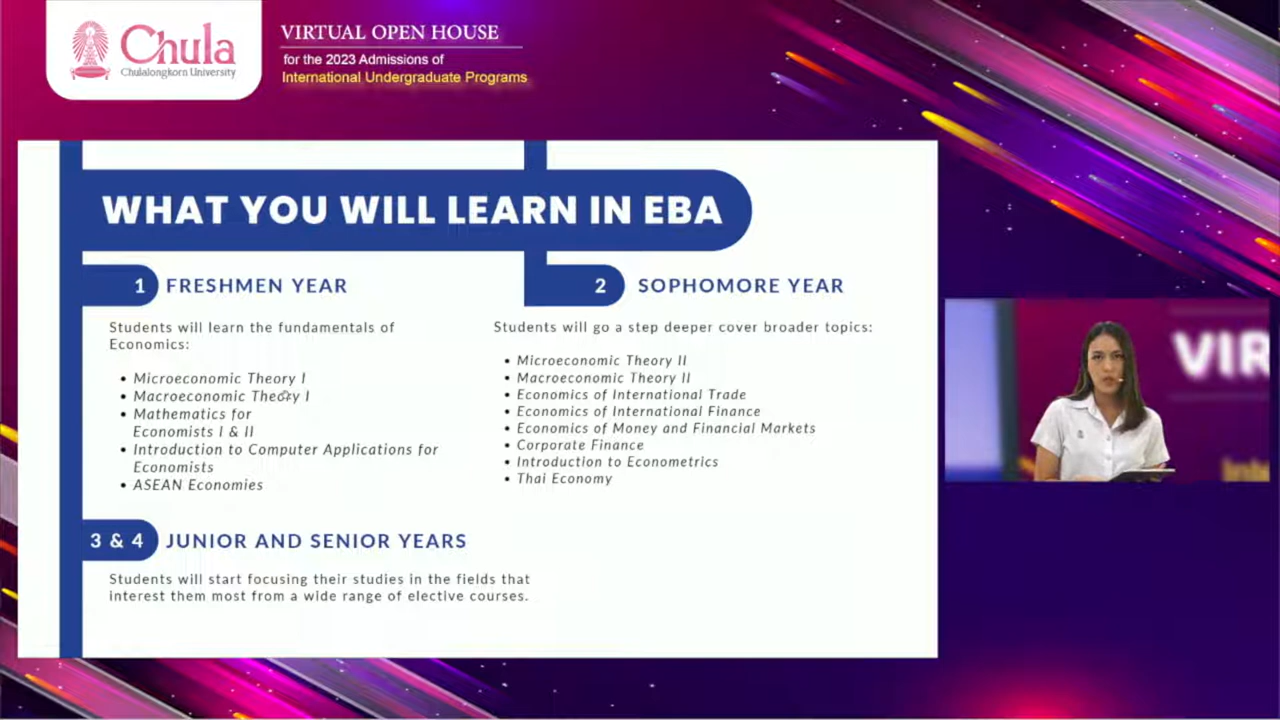 Chula
Chulalongkorn University
VIRTUAL OPEN HOUSE
for the 2023 Admissions of
International Undergraduate Programs
WHAT YOU WILL LEARN IN EBA
1 FRESHMEN YEAR
Students will learn the fundamentals of
Economics:
• Microeconomic Theory I
• Macroeconomic Theory I
• Mathematics for
Economists I & II
• Introduction to Computer Applications for
Economists
• ASEAN Economies
2 SOPHOMORE YEAR
Students will go a step deeper cover broader topics:
• Microeconomic Theory II
• Macroeconomic Theory II
• Economics of International Trade
• Economics of International Finance
• Economics of Money and Financial Markets
• Corporate Finance
• Introduction to Econometrics
• Thai Economy
3 & 4 JUNIOR AND SENIOR YEARS
Students will start focusing their studies in the fields that
interest them most from a wide range of elective courses.
VIR